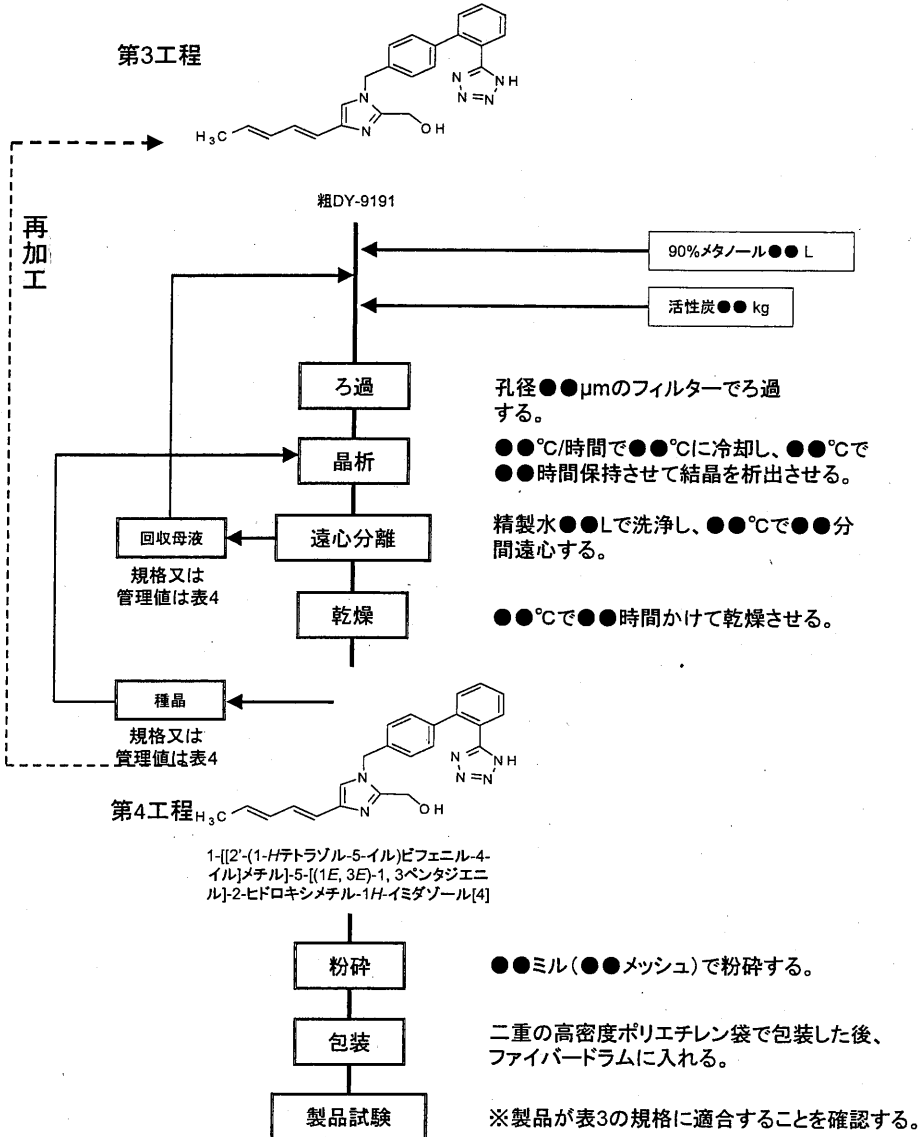 第3工程
N
N
N=N
N
H
N
N
OH
H3C
再加工
粗DY-9191
90%メタノール●● L
活性炭●● kg
ろ過
孔径●●μmのフィルターでろ過
する。
晶析
●●℃/時間で●●℃に冷却し、●●℃で
●●時間保持させて結晶を析出させる。
回収母液
規格又は
管理値は表4
遠心分離
精製水●●Lで洗浄し、●●℃で●●分
間遠心する。
乾燥
●●℃で●●時間かけて乾燥させる。
種晶
規格又は
管理値は表4
N
N
N=N
N
H
N
N
OH
第4工程
H3C
1-[[2'-(1-Hテトラゾル-5-イル)ビフェニル-4-
イル]メチル]-5-[(1E, 3E)-1, 3ペンタジエニ
ル]-2-ヒドロキシメチル-1H-イミダゾール[4]
粉砕
●●ミル(●●メッシュ)で粉砕する。
包装
二重の高密度ポリエチレン袋で包装した後、
ファイバードラムに入れる。
製品試験
※製品が表3の規格に適合することを確認する。